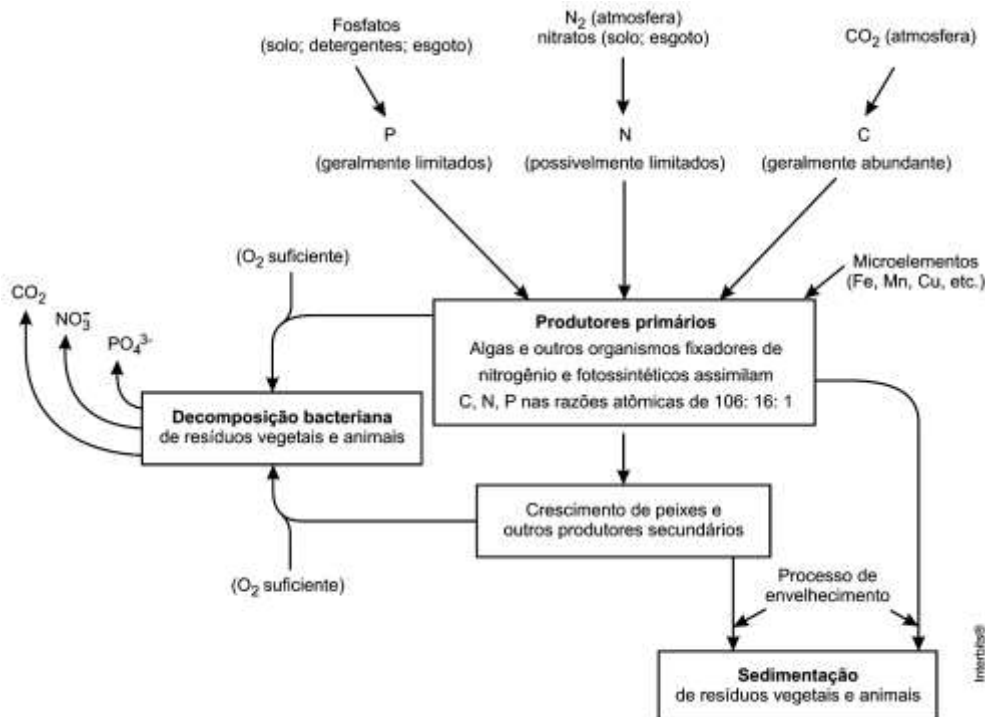 Fosfatos
(solo; detergentes; esgoto)
N₂ (atmosfera)
nitratos (solo; esgoto)
CO₂ (atmosfera)
P
(geralmente limitados)
N
(possivelmente limitados)
C
(geralmente abundante)
(O₂ suficiente)
Microelementos
(Fe, Mn, Cu, etc.)
CO₂
NO₃⁻
PO₄³⁻
Produtores primários
Algas e outros organismos fixadores de
nitrogênio e fotossintéticos assimilam
C, N, P nas razões atômicas de 106: 16: 1
Decomposição bacteriana
de resíduos vegetais e animais
Crescimento de peixes e
outros produtores secundários
(O₂ suficiente)
Processo de
envelhecimento
Sedimentação
de resíduos vegetais e animais
Interbits®